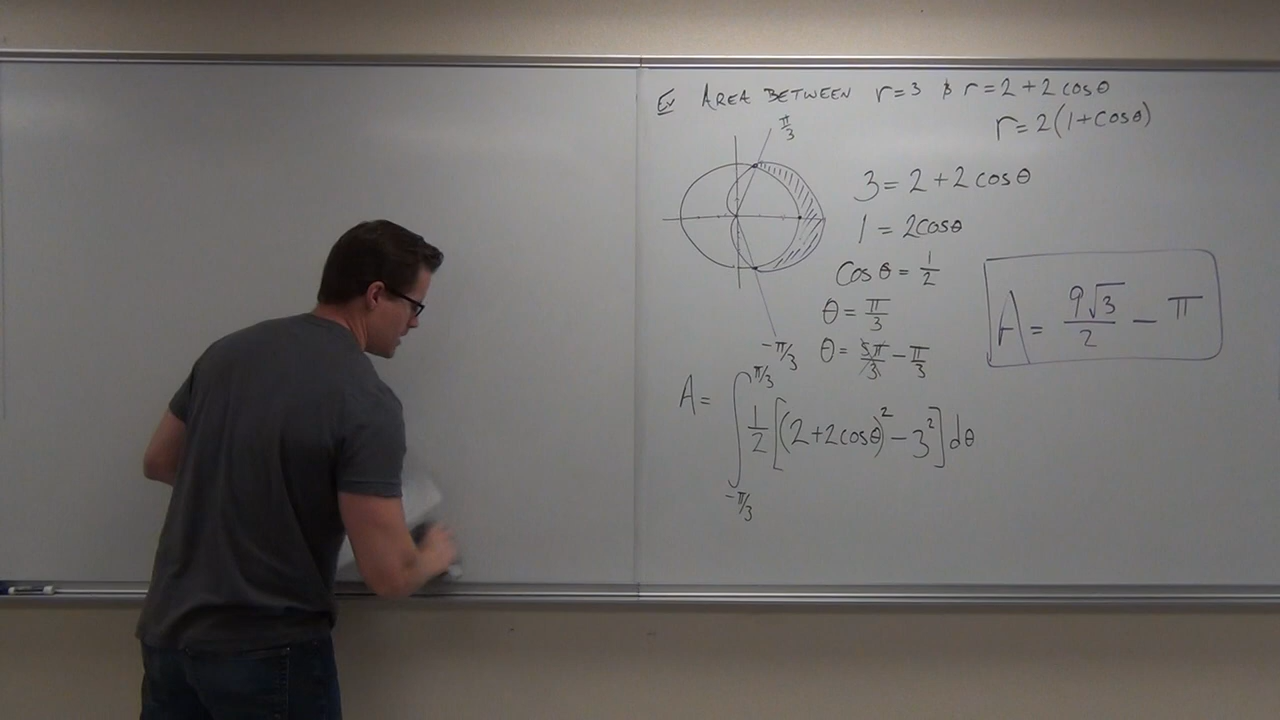 Ex AREA BETWEEN r=3 & r=2+2cosθ
r=2(1+cosθ)
π/3
3=2+2cosθ
1=2cosθ
cosθ=1/2
θ=π/3
-π/3
θ=5π/3 -π/3
A=9√3/2-π
A=∫_{-π/3}^{π/3} 1/2[(2+2cosθ)²-3²]dθ